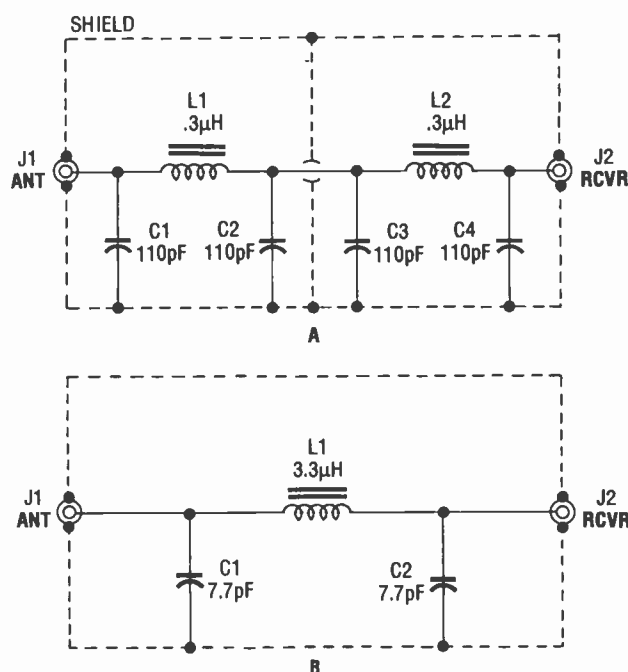 SHIELD
L1
.3µH
L2
.3µH
J1
ANT
J2
RCVR
C1
110pF
C2
110pF
C3
110pF
C4
110pF
A
L1
3.3µH
J1
ANT
J2
RCVR
C1
7.7pF
C2
7.7pF
B